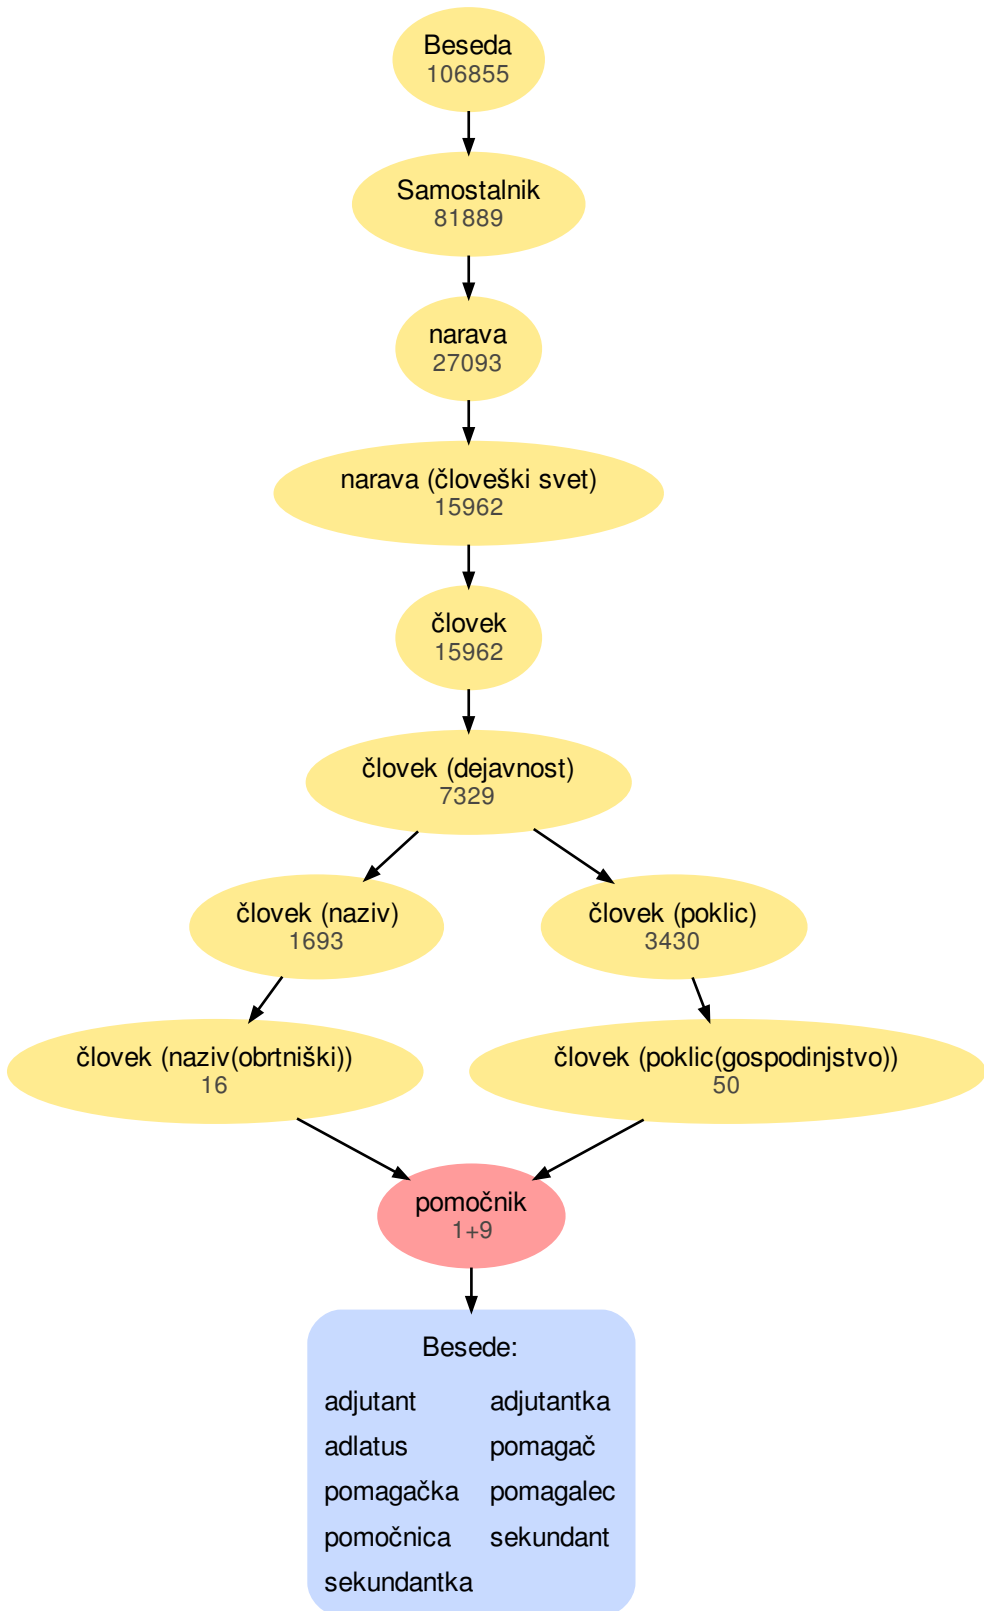 Beseda
106855
Samostalnik
81889
narava
27093
narava (človeški svet)
15962
človek
15962
človek (dejavnost)
7329
človek (naziv)
1693
človek (poklic)
3430
človek (naziv(obrtniški))
16
človek (poklic(gospodinjstvo))
50
pomočnik
1+9
Besede:
adjutant adjutantka
adlatus pomagač
pomagačka pomagalec
pomočnica sekundant
sekundantka